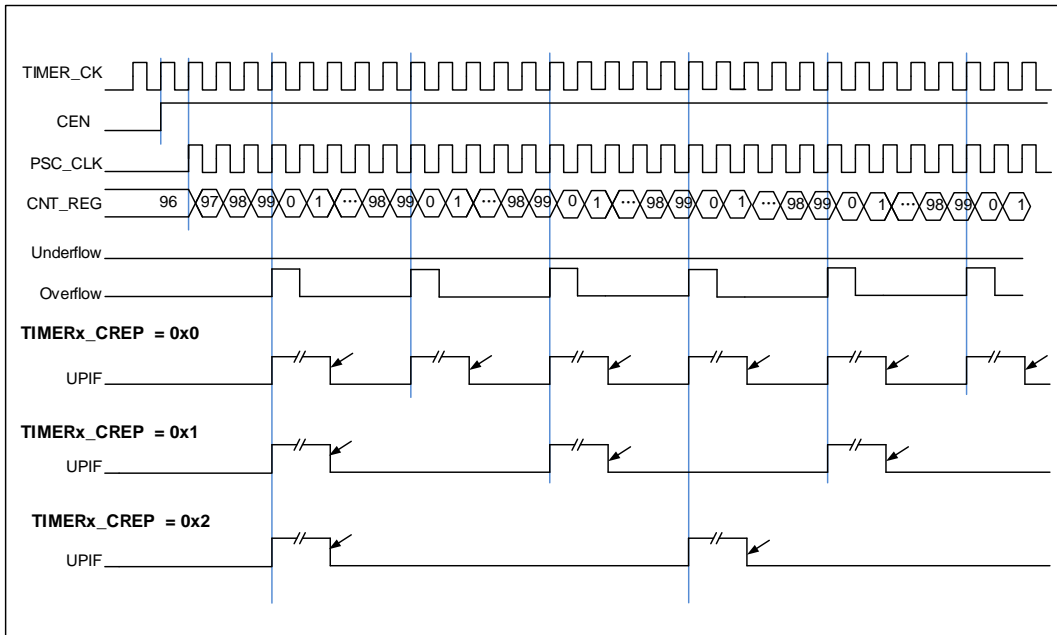 TIMER_CK
CEN
PSC_CLK
CNT_REG 96 97 98 99 0 1 ... 98 99 0 1 ... 98 99 0 1 ... 98 99 0 1 ... 98 99 0 1 ... 98 99 0 1
Underflow
Overflow
TIMERx_CREP = 0x0
UPIF
TIMERx_CREP = 0x1
UPIF
TIMERx_CREP = 0x2
UPIF